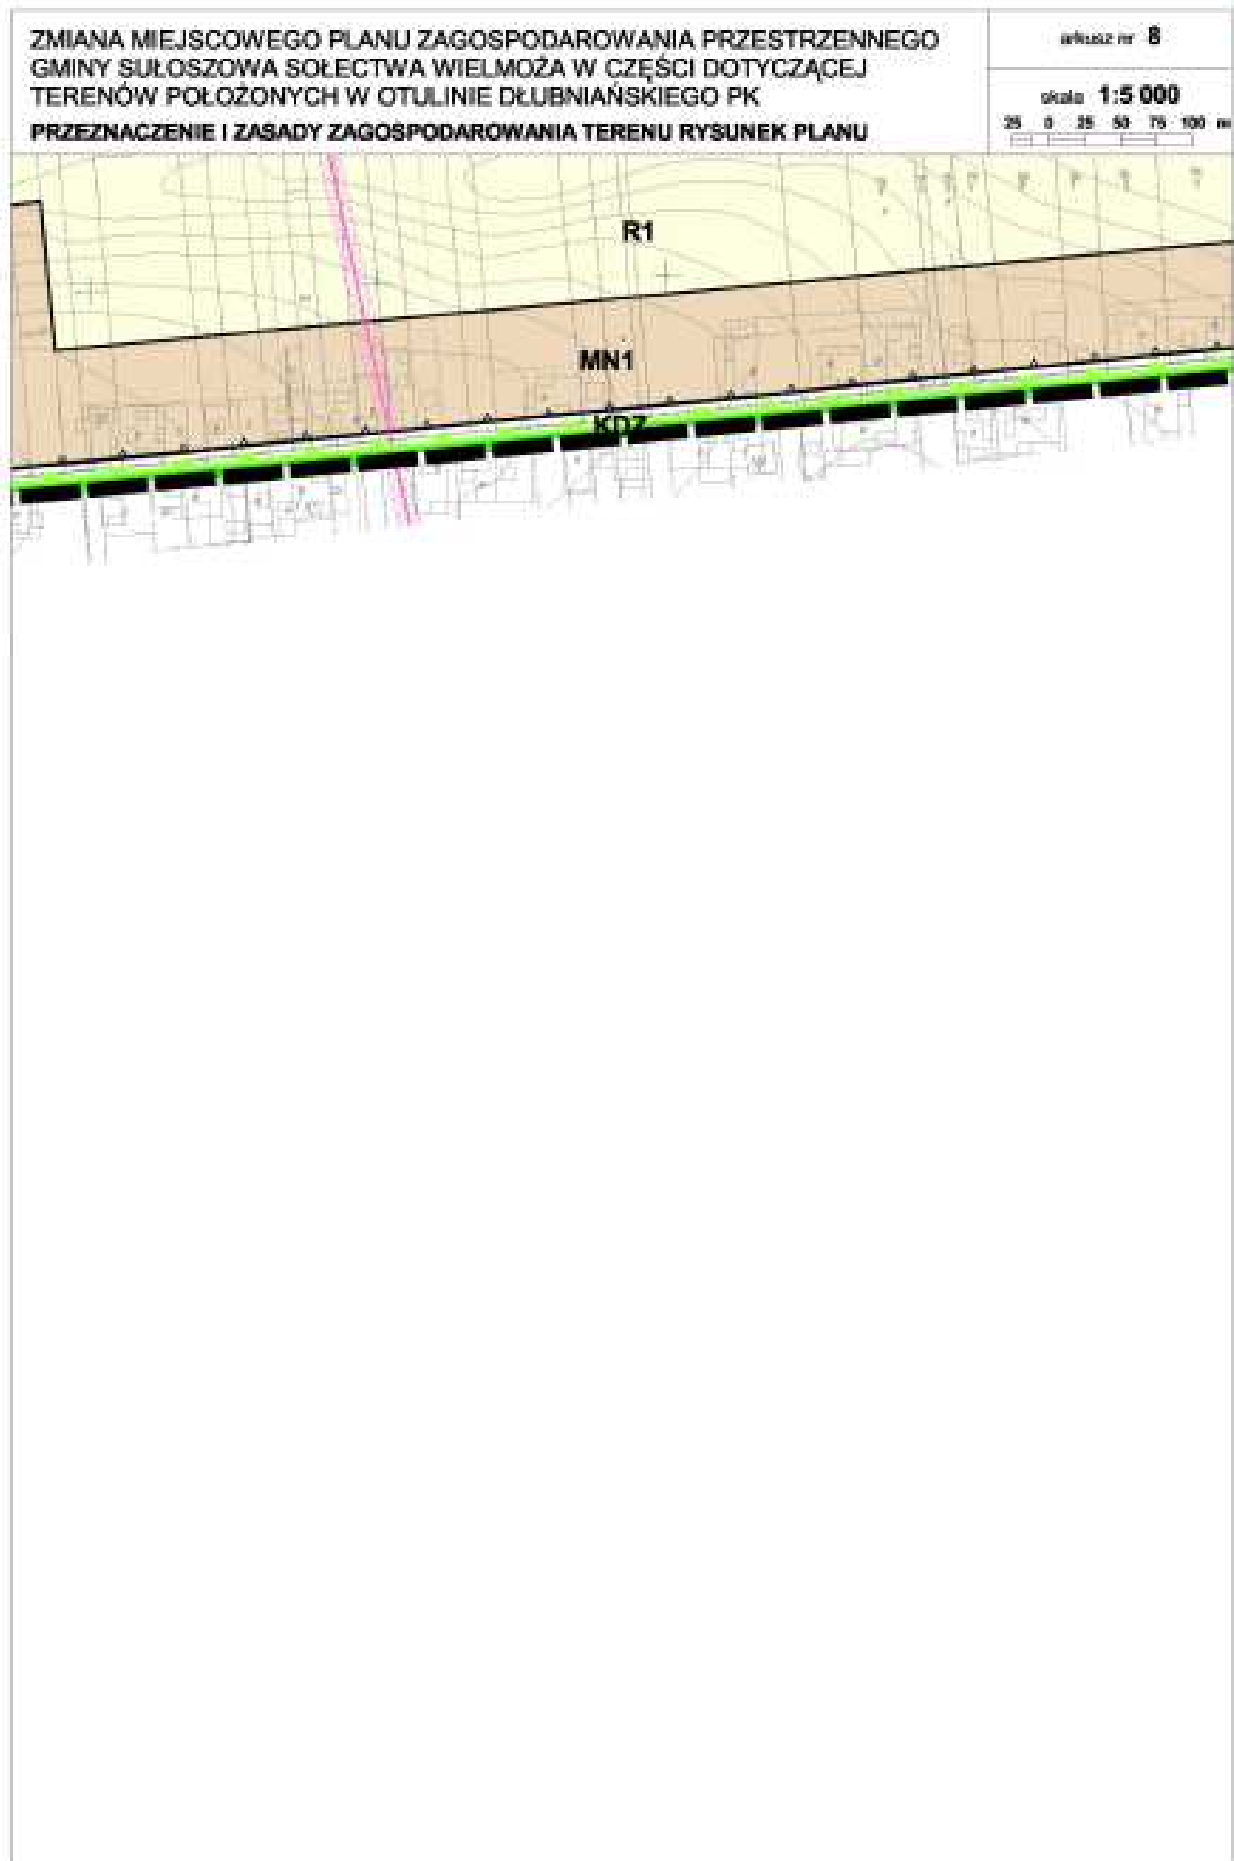 ZMIANA MIEJSCOWEGO PLANU ZAGOSPODAROWANIA PRZESTRZENNEGO
GMINY SUŁOSZOWA SOŁECTWA WIELMOŻA W CZĘŚCI DOTYCZĄCEJ
TERENÓW POŁOŻONYCH W OTULINIE DŁUBNIAŃSKIEGO PK
PRZEZNACZENIE I ZASADY ZAGOSPODAROWANIA TERENU RYSUNEK PLANU
arkusz nr 8
skala 1:5 000
25 0 25 50 75 100 m
R1
MN1
KDZ